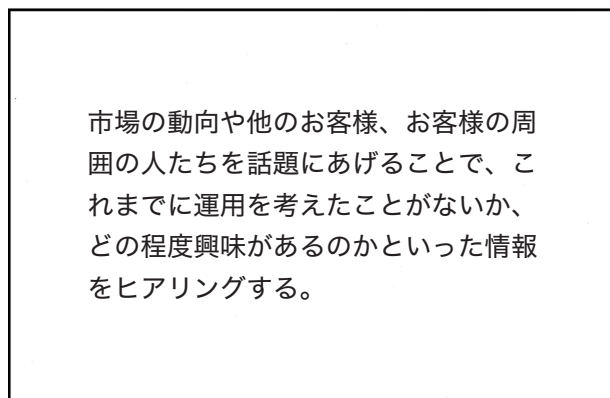 市場の動向や他のお客様、お客様の周
囲の人たちを話題にあげることで、こ
れまでに運用を考えたことがないか、
どの程度興味があるのかといった情報
をヒアリングする。